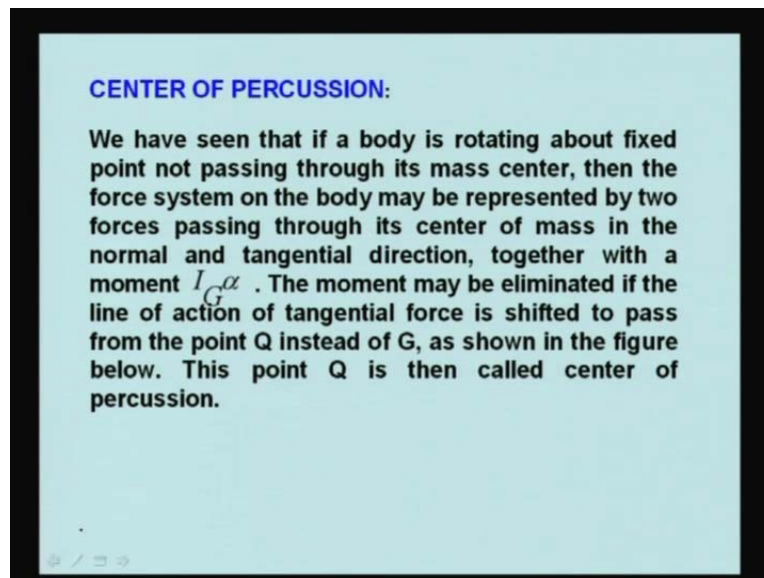 CENTER OF PERCUSSION:
We have seen that if a body is rotating about fixed
point not passing through its mass center, then the
force system on the body may be represented by two
forces passing through its center of mass in the
normal and tangential direction, together with a
moment I_G α . The moment may be eliminated if the
line of action of tangential force is shifted to pass
from the point Q instead of G, as shown in the figure
below. This point Q is then called center of
percussion.
.